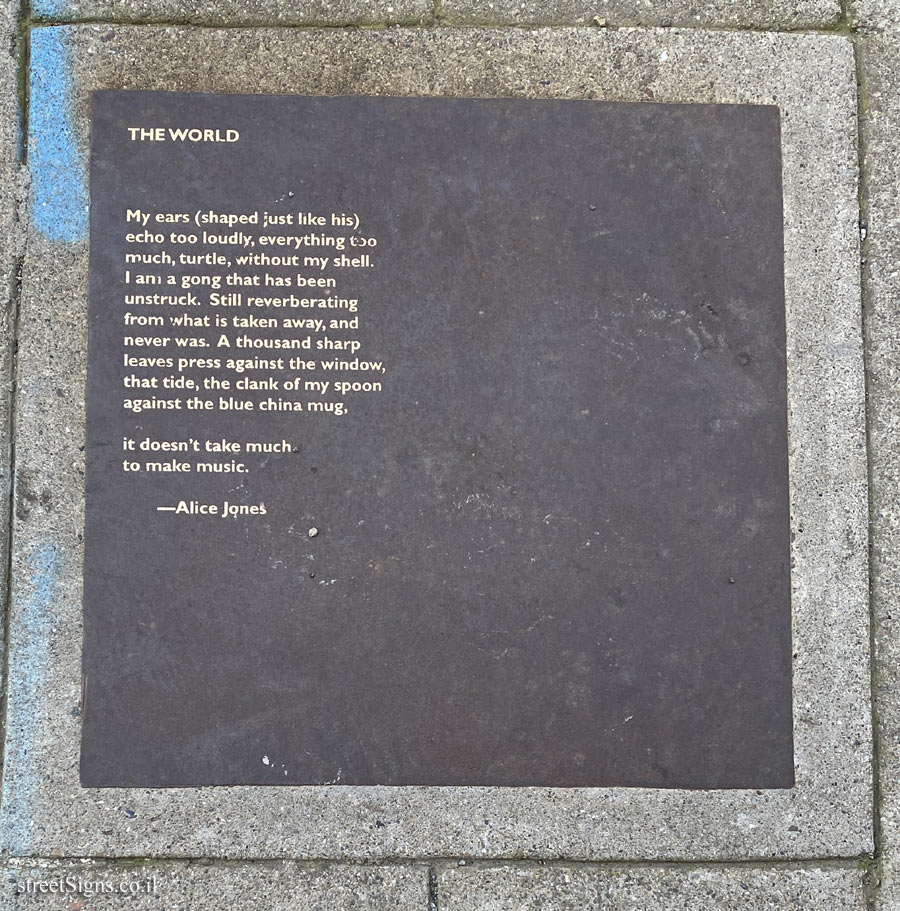 THE WORLD
My ears (shaped just like his)
echo too loudly, everything too
much, turtle, without my shell.
I am a gong that has been
unstruck. Still reverberating
from what is taken away, and
never was. A thousand sharp
leaves press against the window,
that tide, the clank of my spoon
against the blue china mug,
it doesn't take much
to make music.
—Alice Jones
streetSigns.co.il